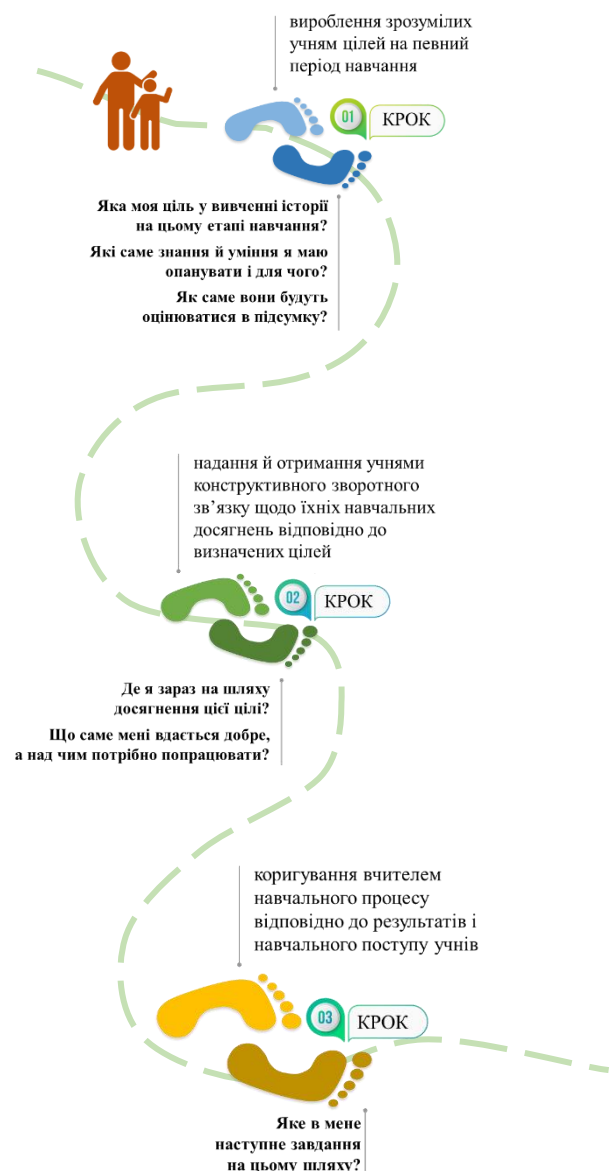 вироблення зрозумілих
учням цілей на певний
період навчання
01
КРОК
Яка моя ціль у вивченні історії
на цьому етапі навчання?
Які саме знання й уміння я маю
опанувати і для чого?
Як саме вони будуть
оцінюватися в підсумку?
надання й отримання учнями
конструктивного зворотного
зв’язку щодо їхніх навчальних
досягнень відповідно до
визначених цілей
02
КРОК
Де я зараз на шляху
досягнення цієї цілі?
Що саме мені вдається добре,
а над чим потрібно попрацювати?
коригування вчителем
навчального процесу
відповідно до результатів і
навчального поступу учнів
03
КРОК
Яке в мене
наступне завдання
на цьому шляху?